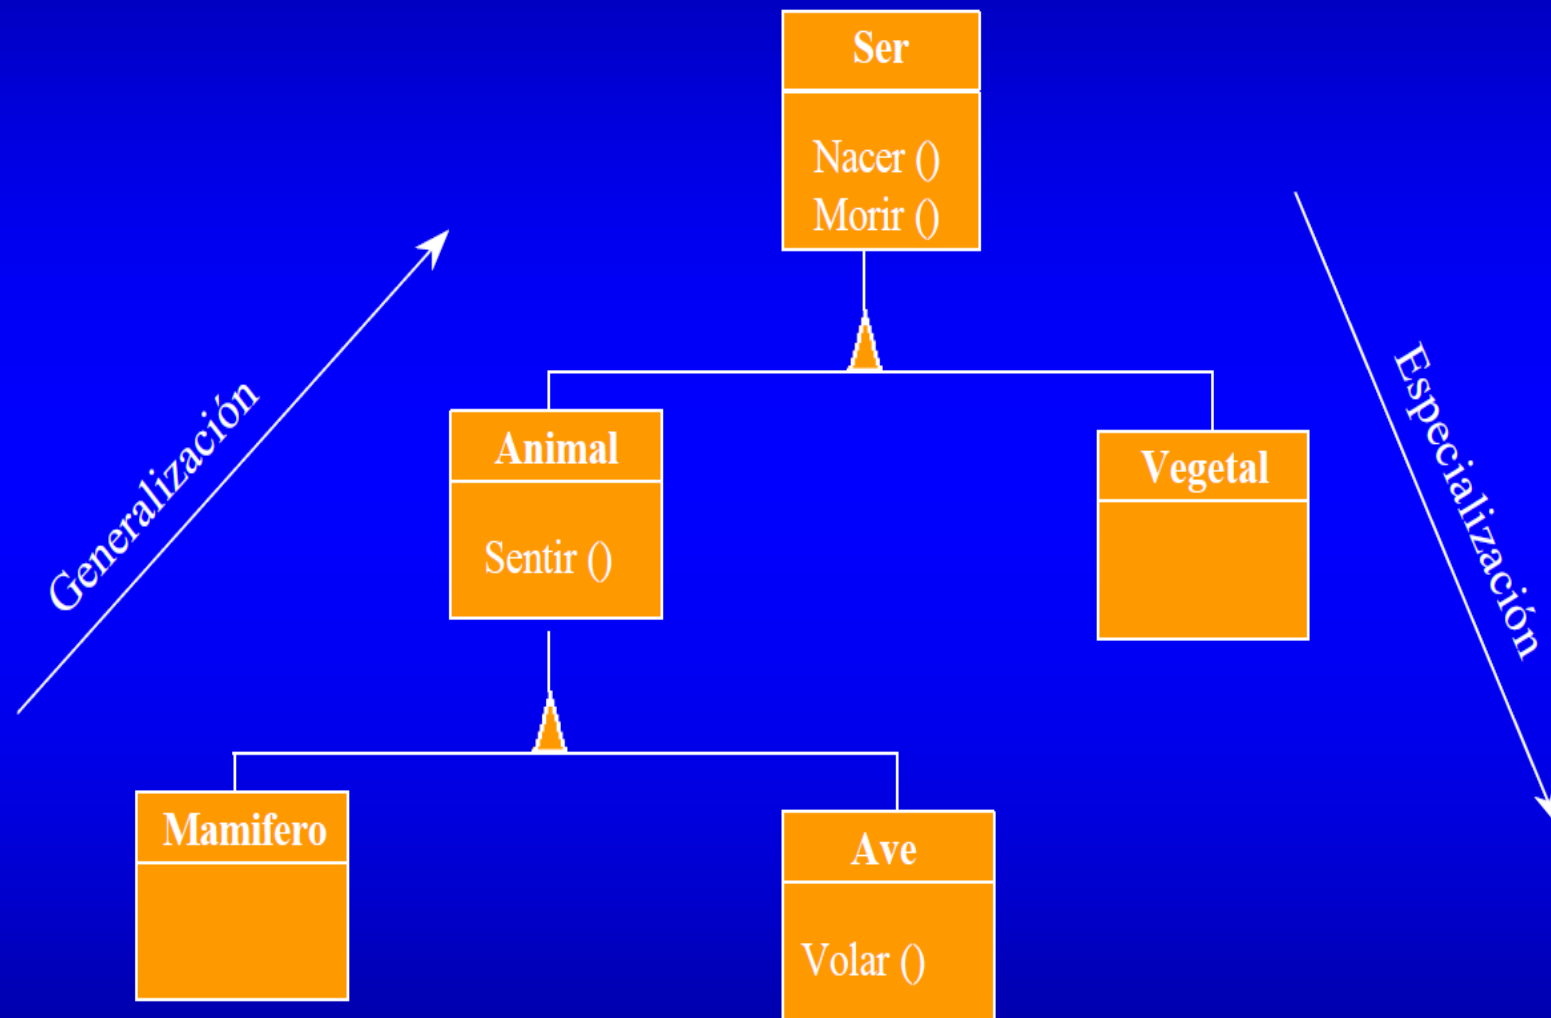 Ser
Nacer ()
Morir ()
Generalización
Especialización
Animal
Sentir ()
Vegetal
Mamifero
Ave
Volar ()